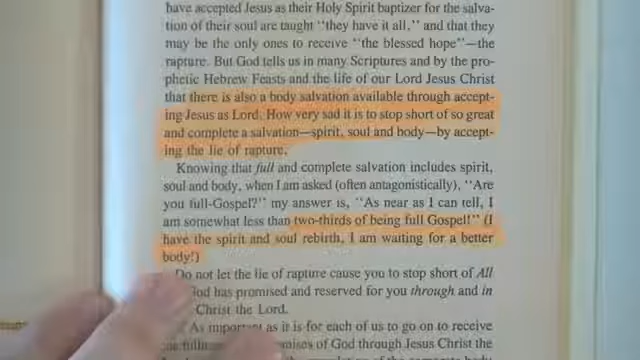 have accepted Jesus as their Holy Spirit baptizer for the salva-
tion of their soul are taught "they have it all," and that they
may be the only ones to receive "the blessed hope"—the
rapture. But God tells us in many Scriptures and by the pro-
phetic Hebrew Feasts and the life of our Lord Jesus Christ
that there is also a body salvation available through accept-
ing Jesus as Lord. How very sad it is to stop short of so great
and complete a salvation—spirit, soul and body—by accept-
ing the lie of rapture.
Knowing that full and complete salvation includes spirit,
soul and body, when I am asked (often antagonistically), "Are
you full-Gospel?" my answer is, "As near as I can tell, I
am somewhat less than two-thirds of being full Gospel!" (I
have the spirit and soul rebirth, I am waiting for a better
body!)
Do not let the lie of rapture cause you to stop short of All
God has promised and reserved for you through and in
Christ the Lord.
As important as it is for each of us to go on to receive
of God through Jesus Christ the